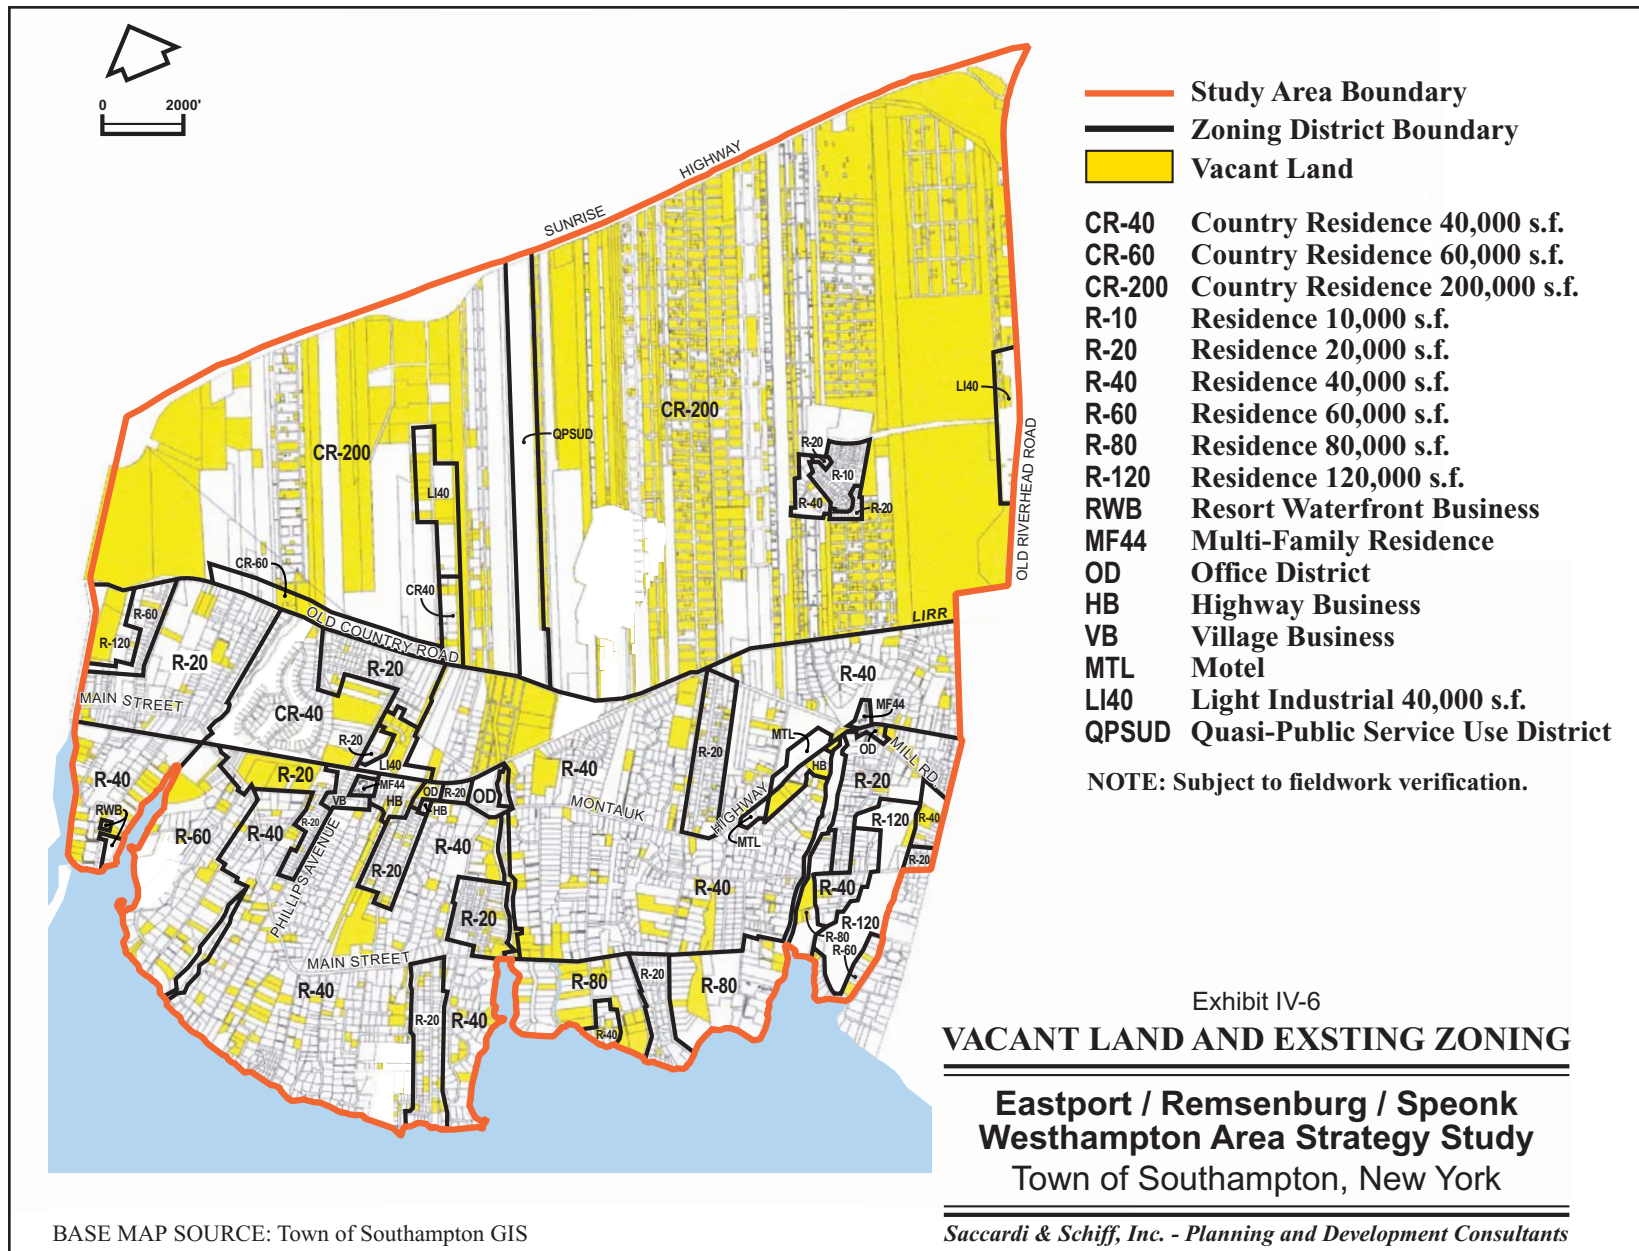 0 2000'
Study Area Boundary
Zoning District Boundary
Vacant Land
CR-40 Country Residence 40,000 s.f.
CR-60 Country Residence 60,000 s.f.
CR-200 Country Residence 200,000 s.f.
R-10 Residence 10,000 s.f.
R-20 Residence 20,000 s.f.
R-40 Residence 40,000 s.f.
R-60 Residence 60,000 s.f.
R-80 Residence 80,000 s.f.
R-120 Residence 120,000 s.f.
RWB Resort Waterfront Business
MF44 Multi-Family Residence
OD Office District
HB Highway Business
VB Village Business
MTL Motel
LI40 Light Industrial 40,000 s.f.
QPSUD Quasi-Public Service Use District
NOTE: Subject to fieldwork verification.
SUNRISE
HIGHWAY
CR-200
CR-200
QPSUD
LI40
LI40
R-20
R-10
R-40
R-20
OLD RIVERHEAD ROAD
CR-60
CR40
OLD COUNTRY ROAD
LIRR
R-60
R-120
R-20
R-20
MAIN STREET
CR-40
R-20
LI40
R-40
R-20
MF44
VB
HB
OD
R-20
OD
HB
R-40
MONTAUK
HIGHWAY
R-20
MTL
HB
MTL
R-40
MF44
OD
MILL RD.
R-20
R-120
R-40
R-20
RWB
R-60
R-40
R-20
PHILLIPS AVENUE
R-20
R-40
R-20
R-40
R-40
R-120
R-80
R-60
MAIN STREET
R-40
R-20
R-40
R-80
R-20
R-80
R-40
Exhibit IV-6
VACANT LAND AND EXSTING ZONING
Eastport / Remsenburg / Speonk
Westhampton Area Strategy Study
Town of Southampton, New York
BASE MAP SOURCE: Town of Southampton GIS
Saccardi & Schiff, Inc. - Planning and Development Consultants